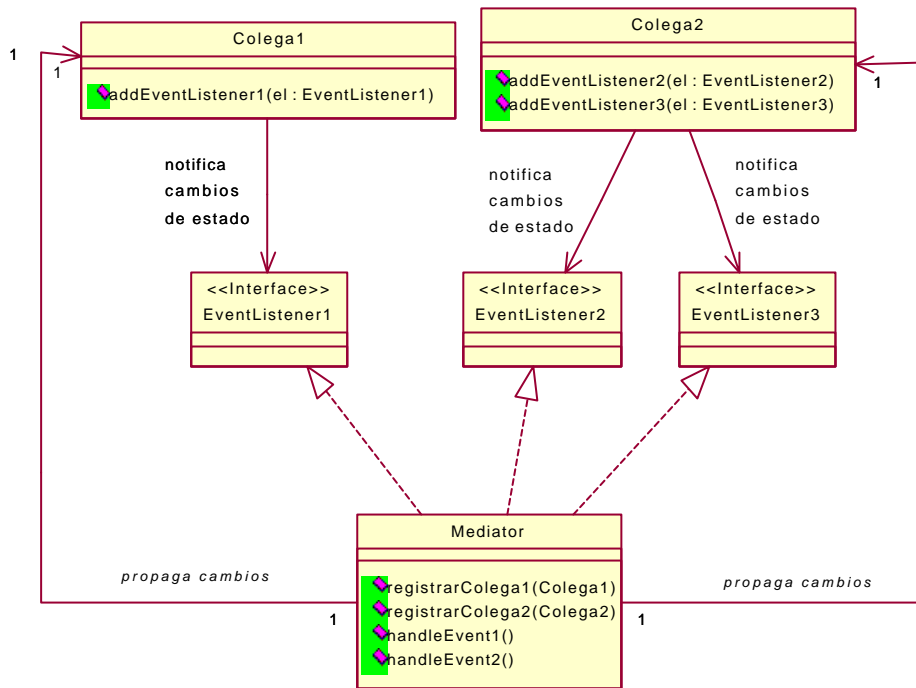 Colega1
addEventListener1(el : EventListener1)
Colega2
addEventListener2(el : EventListener2)
addEventListener3(el : EventListener3)
1
1
1
notifica
cambios
de estado
notifica
cambios
de estado
notifica
cambios
de estado
<<Interface>>
EventListener1
<<Interface>>
EventListener2
<<Interface>>
EventListener3
Mediator
registrarColega1(Colega1)
registrarColega2(Colega2)
handleEvent1()
handleEvent2()
propaga cambios
1
propaga cambios
1